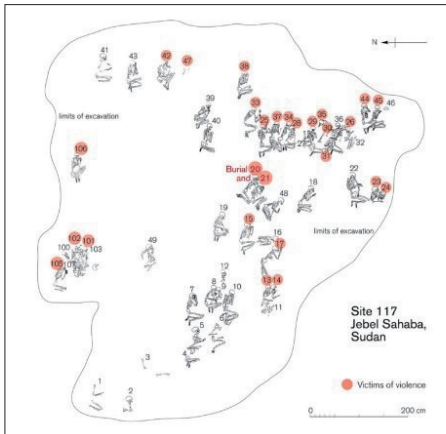 N
41 43 42 47
38
44 45 46
33 39
limits of excavation
37 34 28 35 36
40 29 26
30
27 32
106
31
Burial 20
and 21
22
23
24
18
48
19
15
limits of excavation
102 101
16
100 103
49
17
105
12
13 14
8
7
10
11
5
Site 117
Jebel Sahaba,
Sudan
3
4
1
2
Victims of violence
0 200 cm